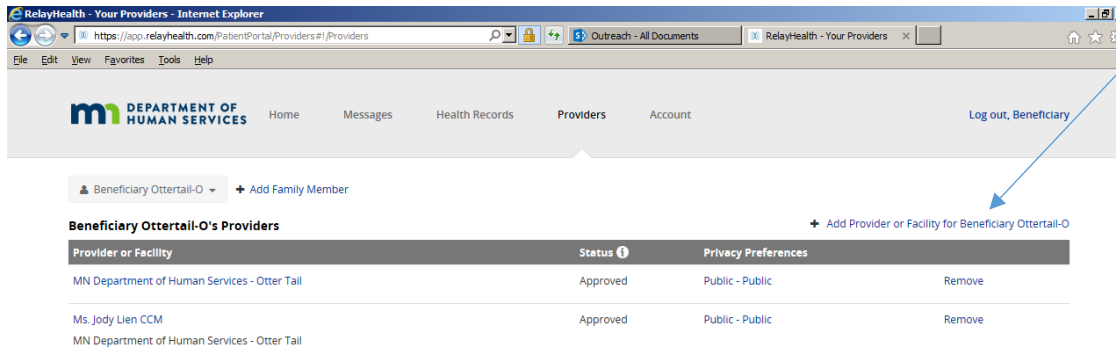 RelayHealth - Your Providers - Internet Explorer
https://app.relayhealth.com/PatientPortal/Providers#!/Providers
Outreach - All Documents
RelayHealth - Your Providers
File Edit View Favorites Tools Help
DEPARTMENT OF
HUMAN SERVICES
Home Messages Health Records Providers Account Log out, Beneficiary
Beneficiary Ottertail-O + Add Family Member
Beneficiary Ottertail-O's Providers + Add Provider or Facility for Beneficiary Ottertail-O
Provider or Facility Status Privacy Preferences
MN Department of Human Services - Otter Tail Approved Public - Public Remove
Ms. Jody Lien CCM Approved Public - Public Remove
MN Department of Human Services - Otter Tail